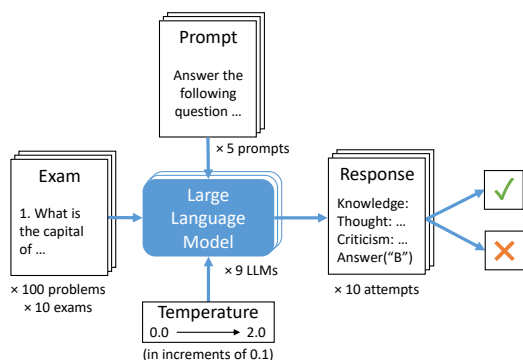 Prompt
Answer the
following
question ...
× 5 prompts
Exam
1. What is
the capital
of ...
× 100 problems
× 10 exams
Large
Language
Model
× 9 LLMs
Temperature
0.0 2.0
(in increments of 0.1)
Response
Knowledge:
Thought: ...
Criticism: ...
Answer("B")
× 10 attempts